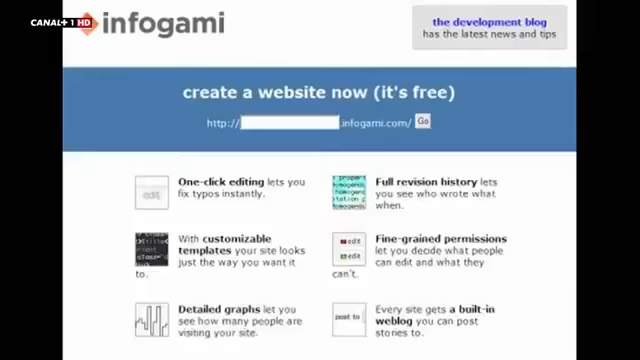 CANAL+ 1 HD
infogami
the development blog
has the latest news and tips
create a website now (it's free)
http:// .infogami.com/ Go
One-click editing lets you
fix typos instantly.
edit
Full revision history lets
you see who wrote what
when.
With customizable
templates your site looks
just the way you want it
to.
Fine-grained permissions
let you decide what people
can edit and what they
can't.
edit
edit
Detailed graphs let you
see how many people are
visiting your site.
Every site gets a built-in
weblog you can post
stories to.
post to